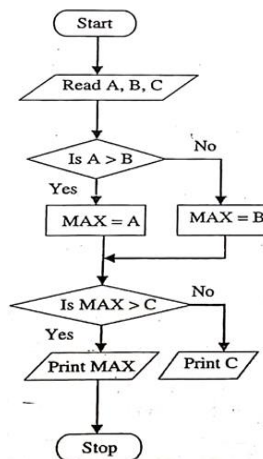 Start
Read A, B, C
Is A > B
No
Yes
MAX = A
MAX = B
Is MAX > C
No
Yes
Print MAX
Print C
Stop